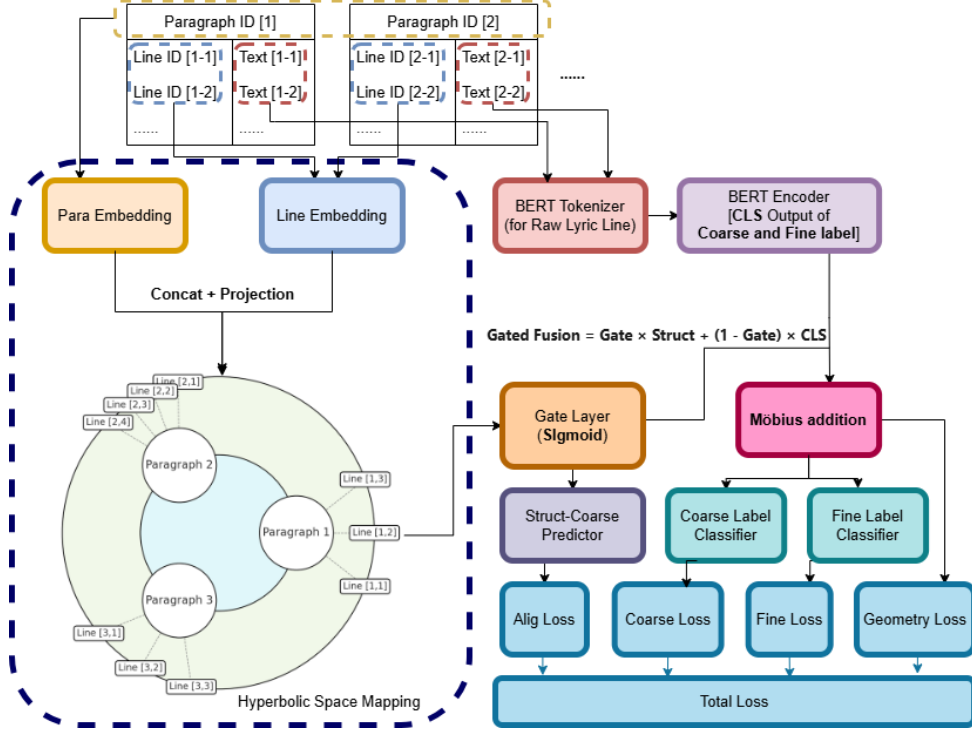 Paragraph ID [1]
Paragraph ID [2]
Line ID [1-1]
Text [1-1]
Line ID [2-1]
Text [2-1]
......
Line ID [1-2]
Text [1-2]
Line ID [2-2]
Text [2-2]
......
......
......
......
Para Embedding
Line Embedding
BERT Tokenizer
(for Raw Lyric Line)
BERT Encoder
[CLS Output of
Coarse and Fine label]
Concat + Projection
Gated Fusion = Gate × Struct + (1 - Gate) × CLS
Line [2,1]
Line [2,2]
Line [2,3]
Line [2,4]
Paragraph 2
Line [1,3]
Paragraph 1
Line [1,2]
Line [1,1]
Paragraph 3
Line [3,1]
Line [3,2]
Line [3,3]
Hyperbolic Space Mapping
Gate Layer
(SIgmoid)
Möbius addition
Struct-Coarse
Predictor
Coarse Label
Classifier
Fine Label
Classifier
Alig Loss
Coarse Loss
Fine Loss
Geometry Loss
Total Loss